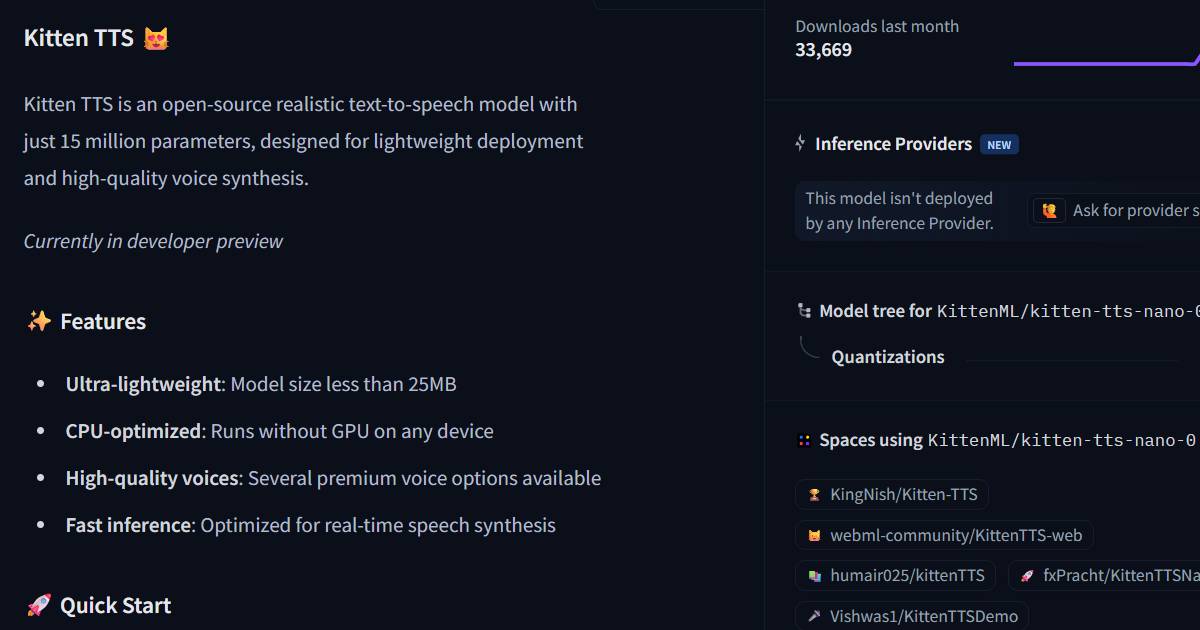 Kitten TTS 😻
Kitten TTS is an open-source realistic text-to-speech model with
just 15 million parameters, designed for lightweight deployment
and high-quality voice synthesis.
Currently in developer preview
✨ Features
• Ultra-lightweight: Model size less than 25MB
• CPU-optimized: Runs without GPU on any device
• High-quality voices: Several premium voice options available
• Fast inference: Optimized for real-time speech synthesis
🚀 Quick Start
Downloads last month
33,669
Inference Providers NEW
This model isn't deployed
by any Inference Provider.
🙋 Ask for provider s
Model tree for KittenML/kitten-tts-nano-0
Quantizations
Spaces using KittenML/kitten-tts-nano-0
🏆 KingNish/Kitten-TTS
😻 webml-community/KittenTTS-web
📚 humair025/kittenTTS 🚀 fxPracht/KittenTTSNa
🎤 Vishwas1/KittenTTSDemo